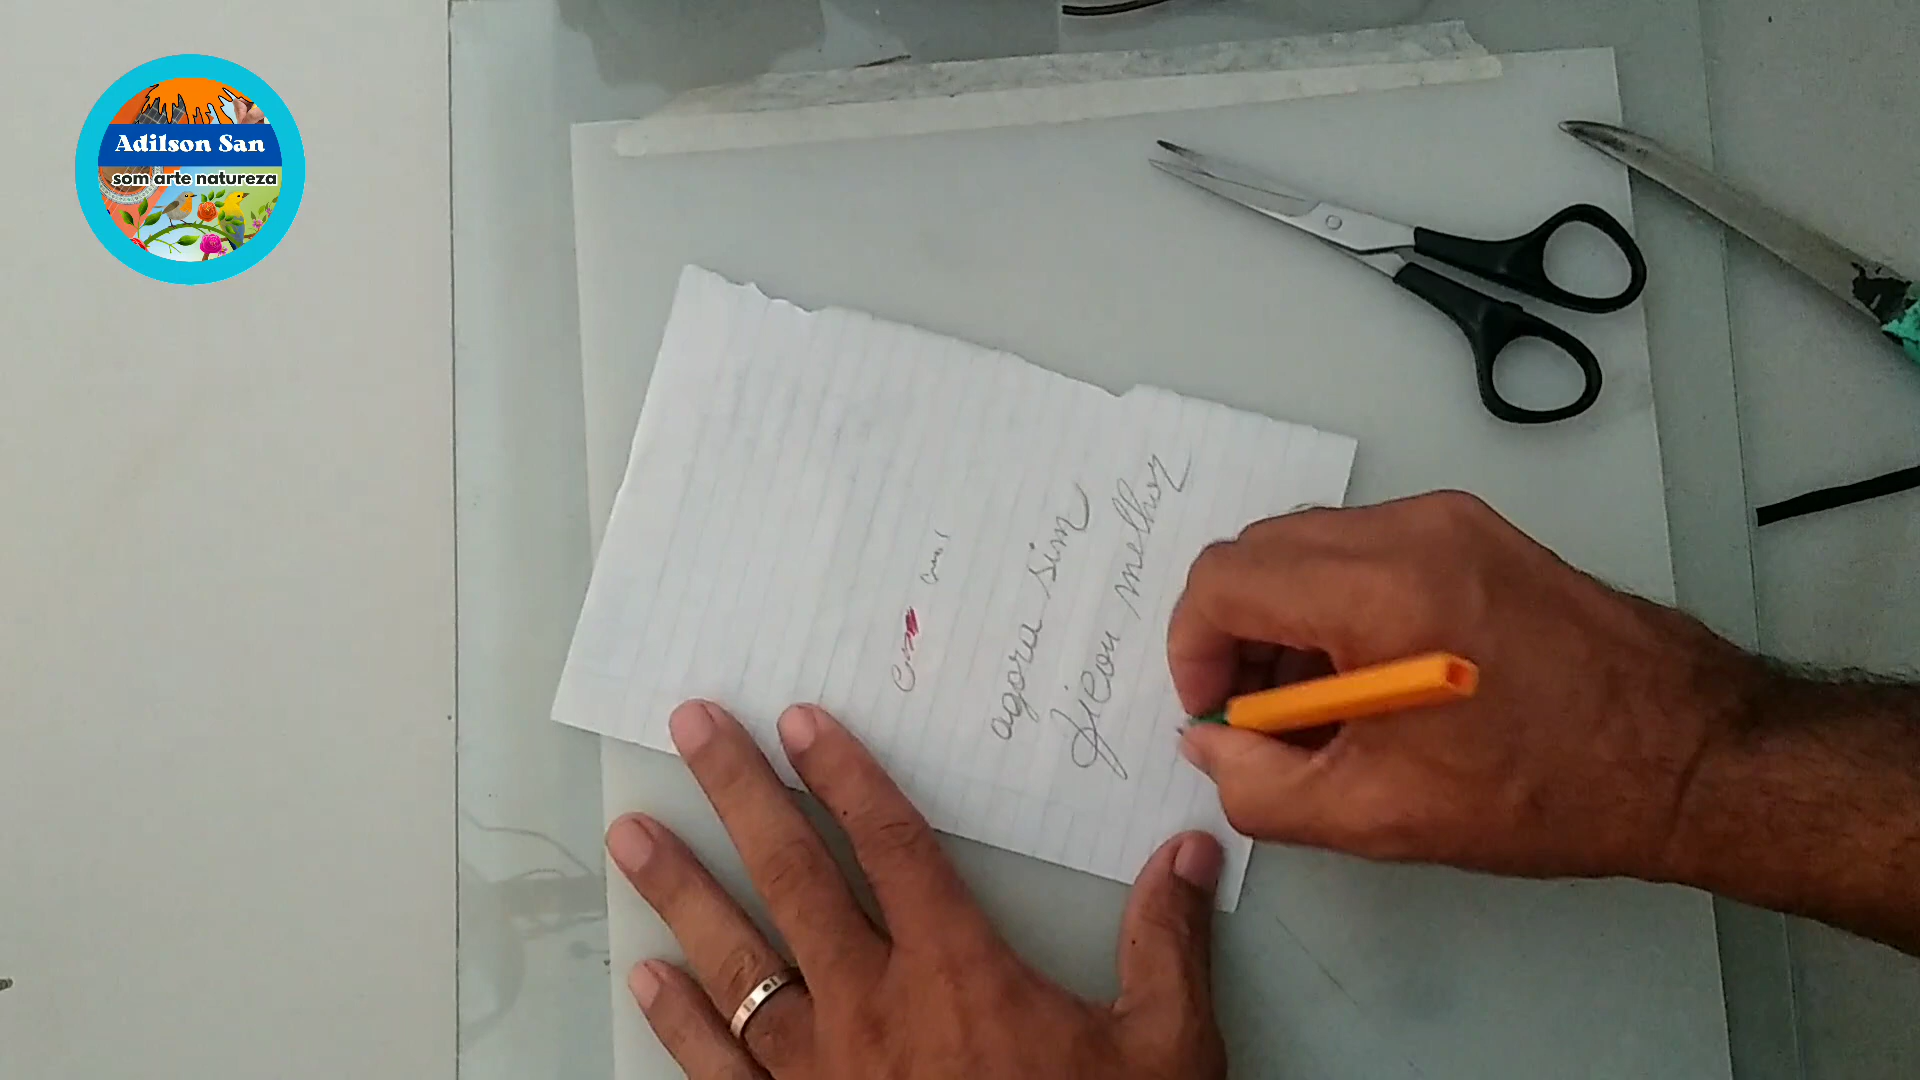 Adilson San
som arte natureza
agora sim
ficou melhor